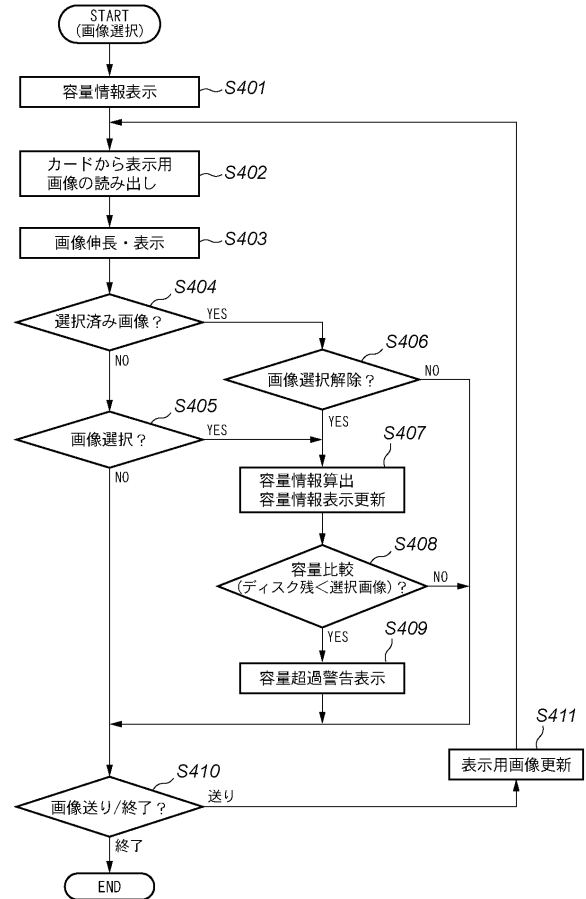 START
(画像選択)
容量情報表示
S401
カードから表示用
画像の読み出し
S402
画像伸長・表示
S403
選択済み画像？
S404
YES
NO
画像選択解除？
S406
NO
YES
画像選択？
S405
YES
NO
容量情報算出
容量情報表示更新
S407
容量比較
(ディスク残＜選択画像)？
S408
NO
YES
容量超過警告表示
S409
表示用画像更新
S411
画像送り/終了？
S410
送り
終了
END